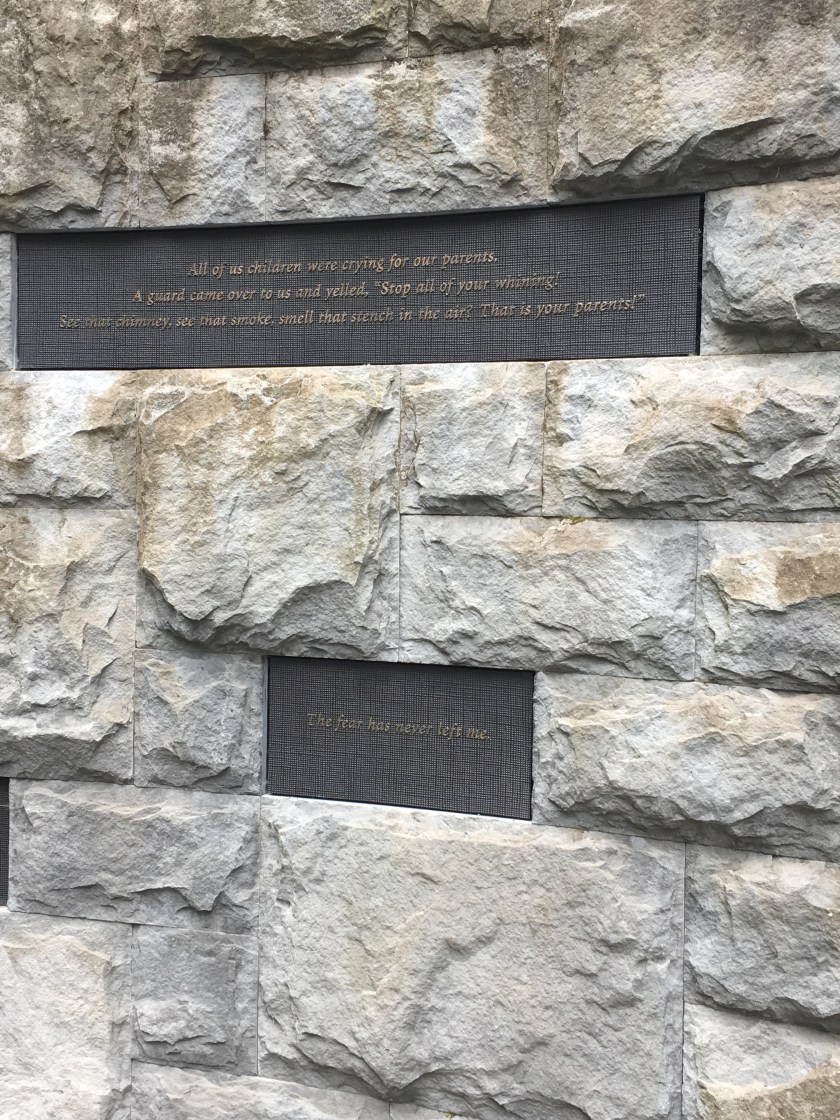 All of us children were crying for our parents.
A guard came over to us and yelled, “Stop all of your whining!
See that chimney, see that smoke, smell that stench in the air? That is your parents!”
The fear has never left me.